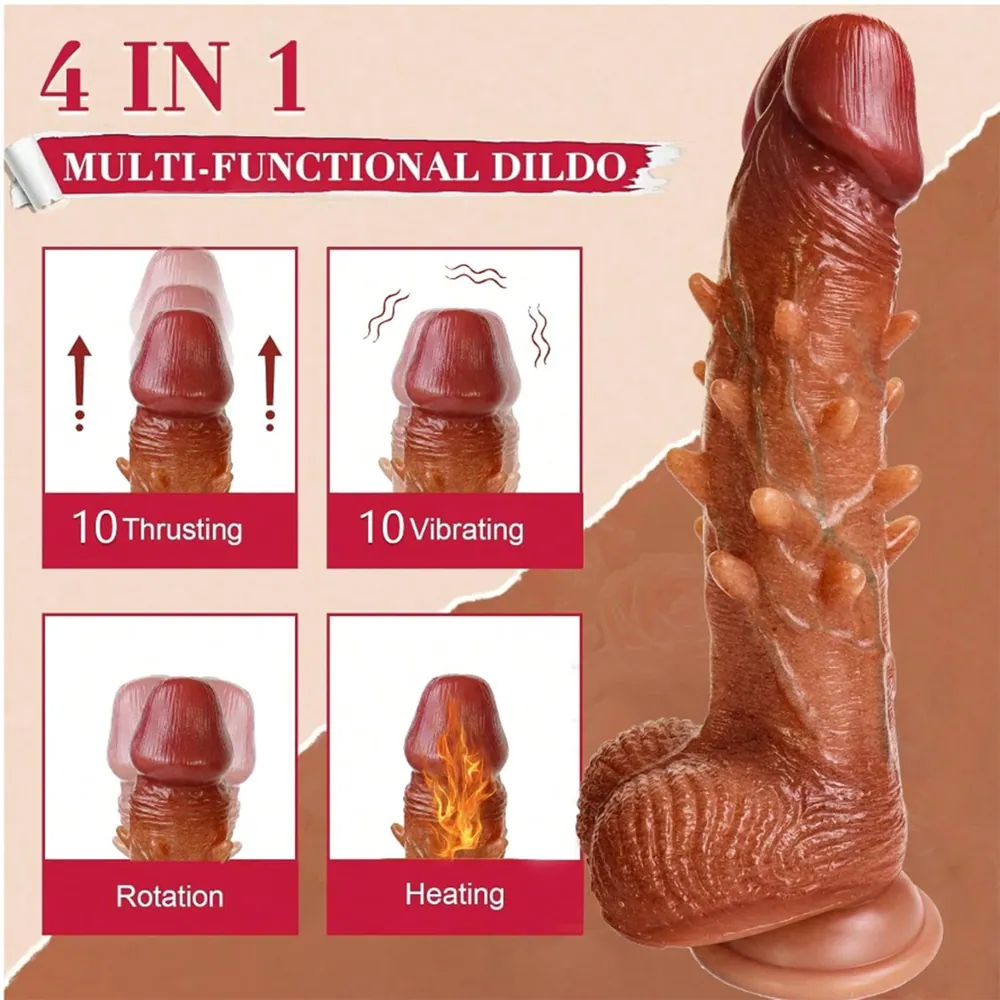 4 IN 1
MULTI-FUNCTIONAL DILDO
10 Thrusting
10 Vibrating
Rotation
Heating